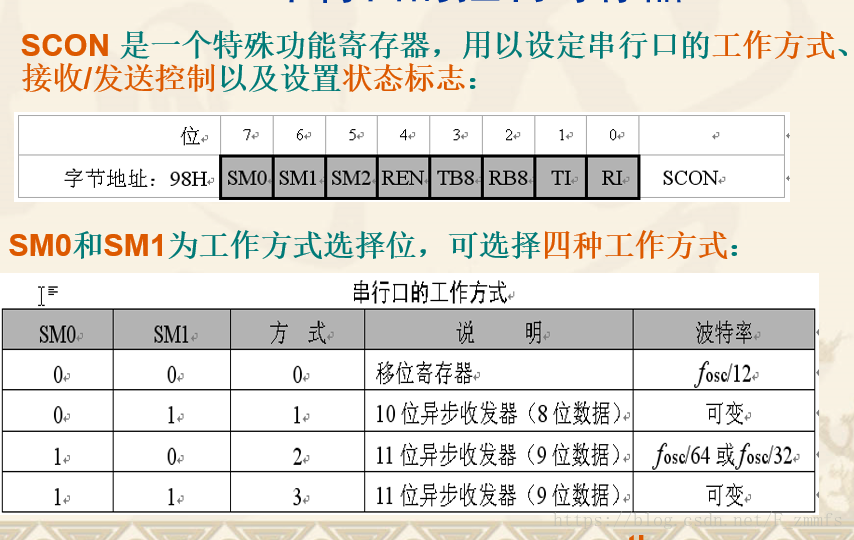 SCON 是一个特殊功能寄存器，用以设定串行口的工作方式、
接收/发送控制以及设置状态标志：
位 7 6 5 4 3 2 1 0
字节地址：98H SM0 SM1 SM2 REN TB8 RB8 TI RI SCON
SM0和SM1为工作方式选择位，可选择四种工作方式：
串行口的工作方式
SM0 SM1 方 式 说 明 波特率
0 0 0 移位寄存器 fosc/12
0 1 1 10 位异步收发器（8 位数据） 可变
1 0 2 11 位异步收发器（9 位数据） fosc/64 或 fosc/32
1 1 3 11 位异步收发器（9 位数据） 可变
https://blog.csdn.net/F_zmmfs